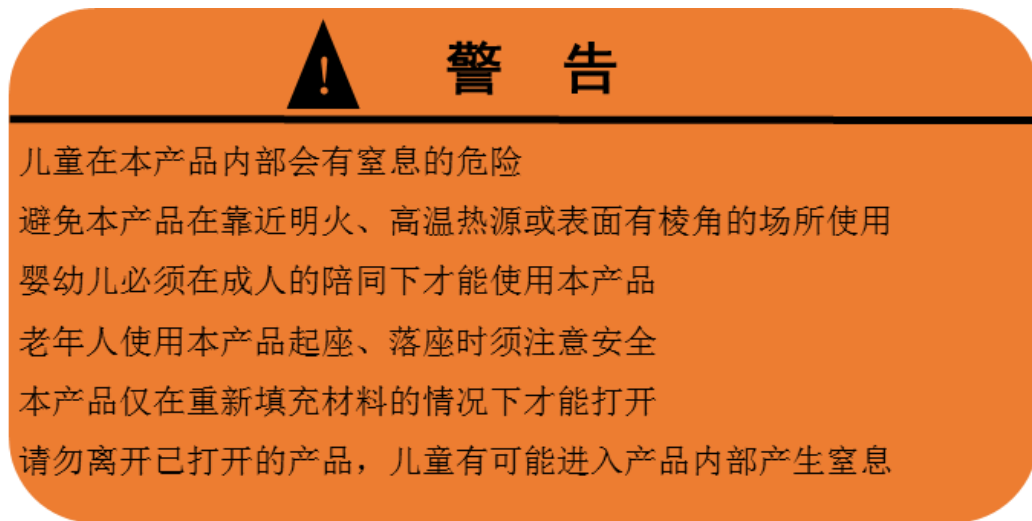 警 告
儿童在本产品内部会有窒息的危险
避免本产品在靠近明火、高温热源或表面有棱角的场所使用
婴幼儿必须在成人的陪同下才能使用本产品
老年人使用本产品起座、落座时须注意安全
本产品仅在重新填充材料的情况下才能打开
请勿离开已打开的产品，儿童有可能进入产品内部产生窒息